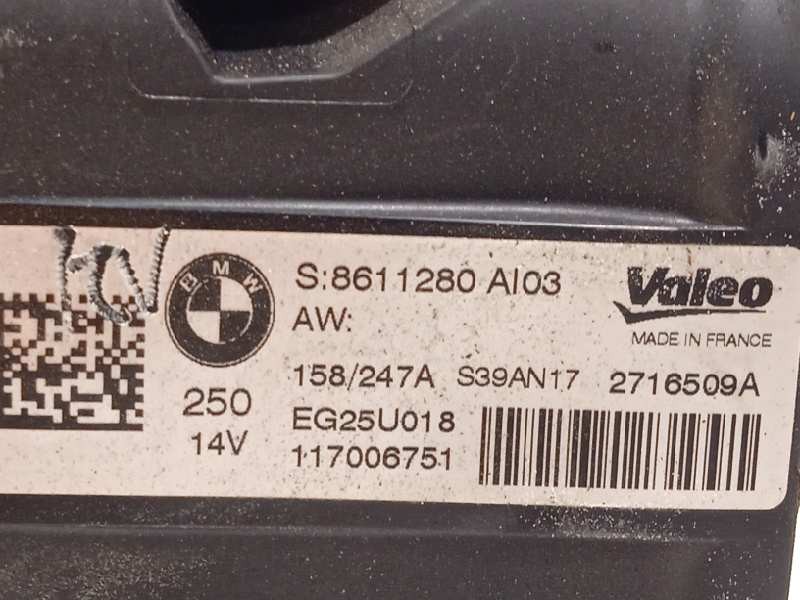 BMW
S:8611280 AI03
AW:
Valeo
MADE IN FRANCE
158/247A S39AN17 2716509A
250
14V
EG25U018
117006751